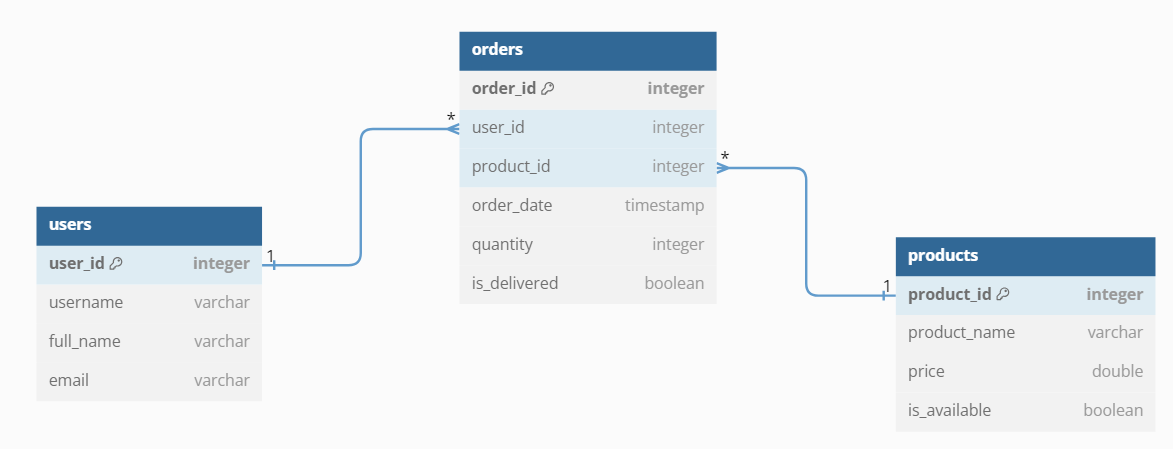 orders
order_id integer
*
user_id integer
*
product_id integer
order_date timestamp
quantity integer
is_delivered boolean
users
1
user_id integer
username varchar
full_name varchar
email varchar
products
1
product_id integer
product_name varchar
price double
is_available boolean